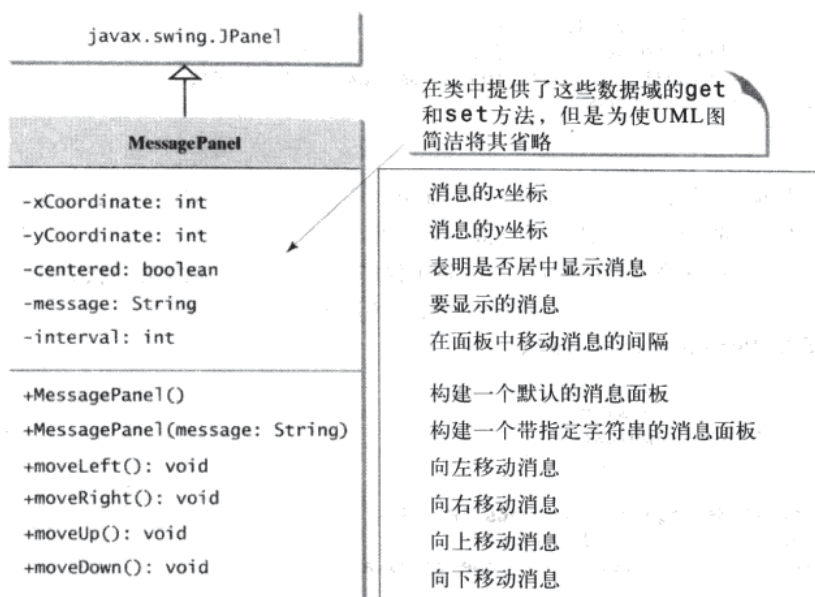 javax.swing.JPanel
在类中提供了这些数据域的get
和set方法，但是为使UML图
简洁将其省略
MessagePanel
-xCoordinate: int
消息的x坐标
-yCoordinate: int
消息的y坐标
-centered: boolean
表明是否居中显示消息
-message: String
要显示的消息
-interval: int
在面板中移动消息的间隔
+MessagePanel()
构建一个默认的消息面板
+MessagePanel(message: String)
构建一个带指定字符串的消息面板
+moveLeft(): void
向左移动消息
+moveRight(): void
向右移动消息
+moveUp(): void
向上移动消息
+moveDown(): void
向下移动消息